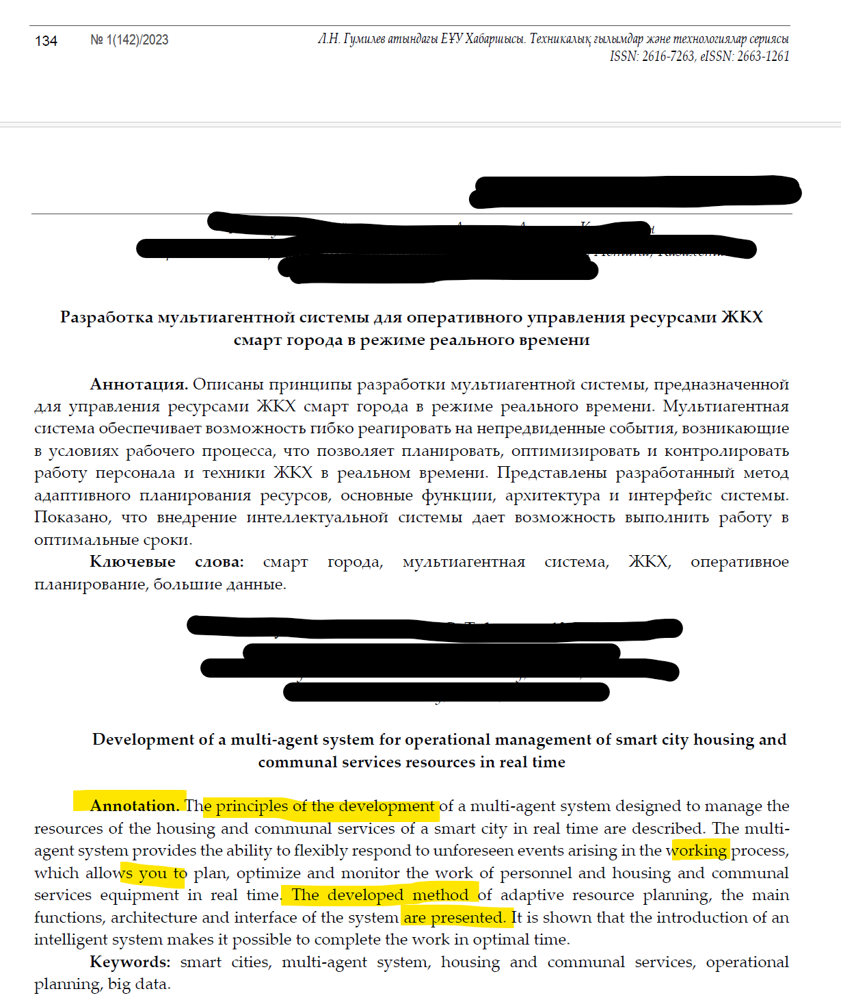 134 № 1(142)/2023 Л.Н. Гумилев атындағы ЕҰУ Хабаршысы. Техникалық ғылымдар және технологиялар сериясы
ISSN: 2616-7263, eISSN: 2663-1261
Разработка мультиагентной системы для оперативного управления ресурсами ЖКХ
смарт города в режиме реального времени
Аннотация. Описаны принципы разработки мультиагентной системы, предназначенной
для управления ресурсами ЖКХ смарт города в режиме реального времени. Мультиагентная
система обеспечивает возможность гибко реагировать на непредвиденные события, возникающие
в условиях рабочего процесса, что позволяет планировать, оптимизировать и контролировать
работу персонала и техники ЖКХ в реальном времени. Представлены разработанный метод
адаптивного планирования ресурсов, основные функции, архитектура и интерфейс системы.
Показано, что внедрение интеллектуальной системы дает возможность выполнить работу в
оптимальные сроки.
Ключевые слова: смарт города, мультиагентная система, ЖКХ, оперативное
планирование, большие данные.
Development of a multi-agent system for operational management of smart city housing and
communal services resources in real time
Annotation. The principles of the development of a multi-agent system designed to manage the
resources of the housing and communal services of a smart city in real time are described. The multi-
agent system provides the ability to flexibly respond to unforeseen events arising in the working process,
which allows you to plan, optimize and monitor the work of personnel and housing and communal
services equipment in real time. The developed method of adaptive resource planning, the main
functions, architecture and interface of the system are presented. It is shown that the introduction of an
intelligent system makes it possible to complete the work in optimal time.
Keywords: smart cities, multi-agent system, housing and communal services, operational
planning, big data.